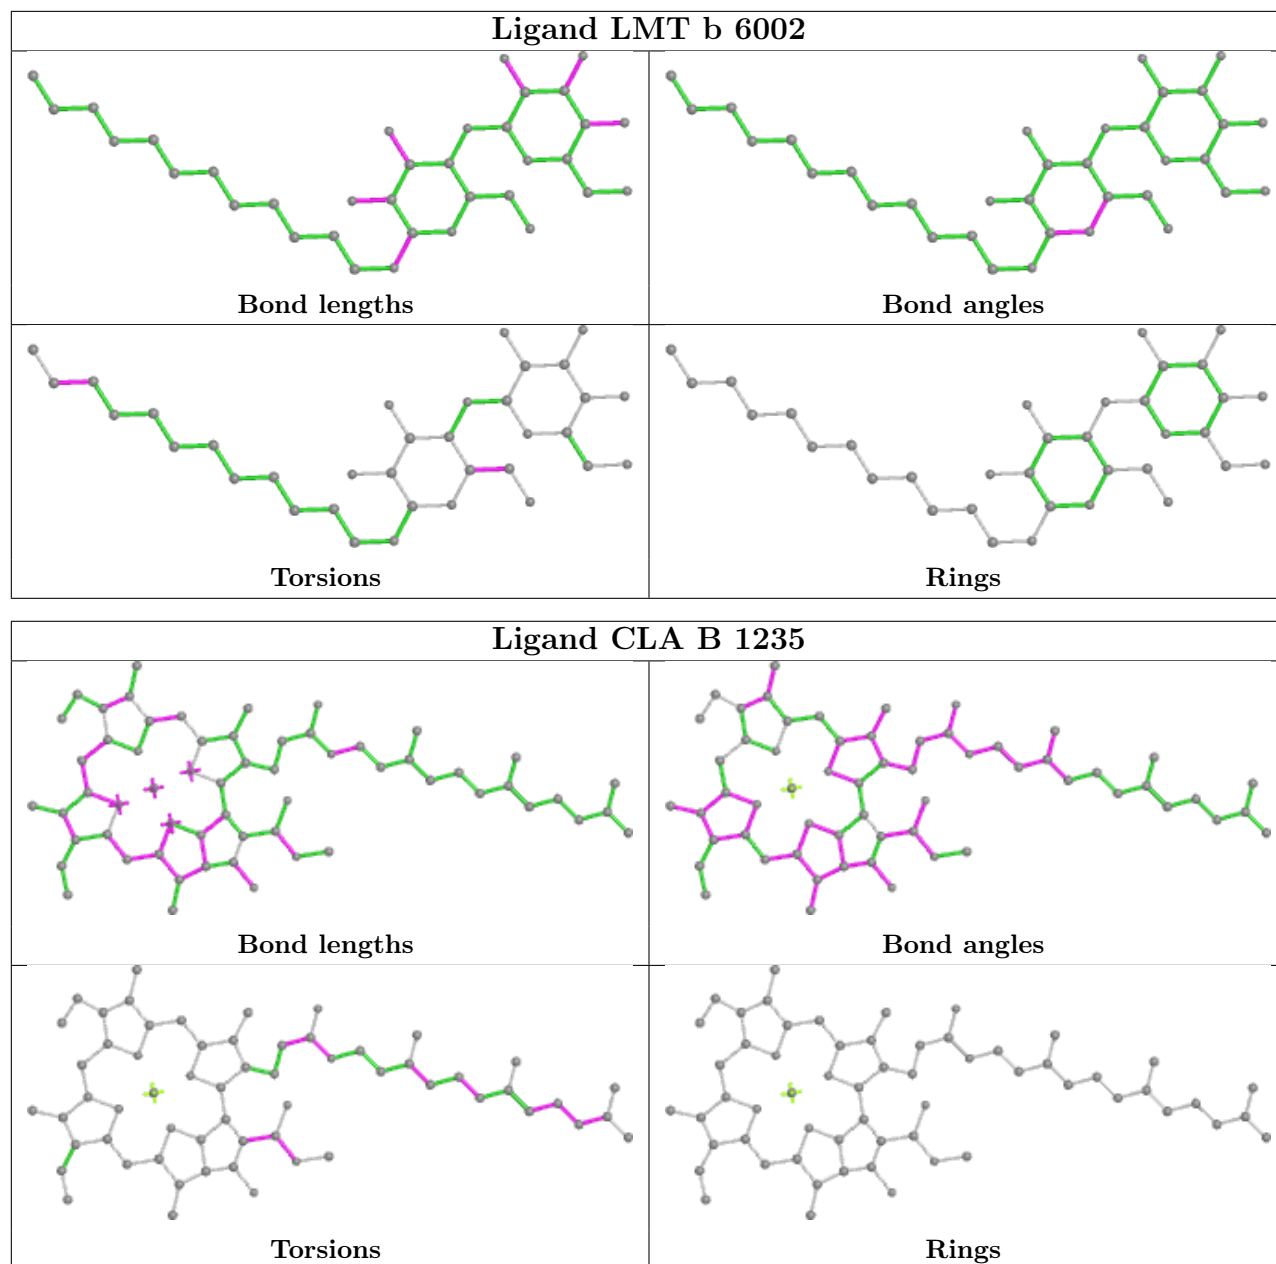 Ligand LMT b 6002
Bond lengths
Bond angles
Torsions
Rings
Ligand CLA B 1235
Bond lengths
Bond angles
Torsions
Rings